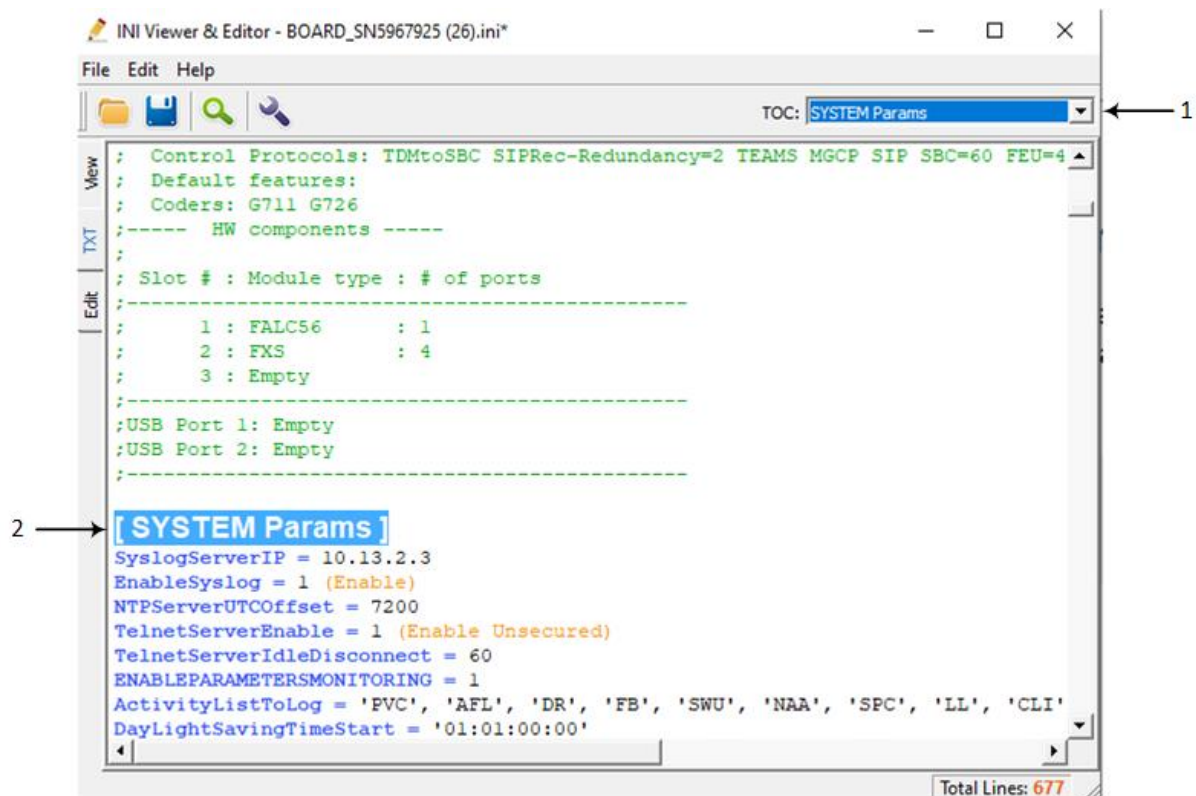 INI Viewer & Editor - BOARD_SN5967925 (26).ini*
File Edit Help
TOC: SYSTEM Params
1
View
TXT
Edit
; Control Protocols: TDMtoSBC SIPRec-Redundancy=2 TEAMS MGCP SIP SBC=60 FEU=4
; Default features:
; Coders: G711 G726
;----- HW components -----
;
; Slot # : Module type : # of ports
;----------------------------------------------
; 1 : FALC56 : 1
; 2 : FXS : 4
; 3 : Empty
;----------------------------------------------
;USB Port 1: Empty
;USB Port 2: Empty
;----------------------------------------------
2
[ SYSTEM Params ]
SyslogServerIP = 10.13.2.3
EnableSyslog = 1 (Enable)
NTPServerUTCOffset = 7200
TelnetServerEnable = 1 (Enable Unsecured)
TelnetServerIdleDisconnect = 60
ENABLEPARAMETERSMONITORING = 1
ActivityListToLog = 'PVC', 'AFL', 'DR', 'FB', 'SWU', 'NAA', 'SPC', 'LL', 'CLI'
DayLightSavingTimeStart = '01:01:00:00'
Total Lines: 677